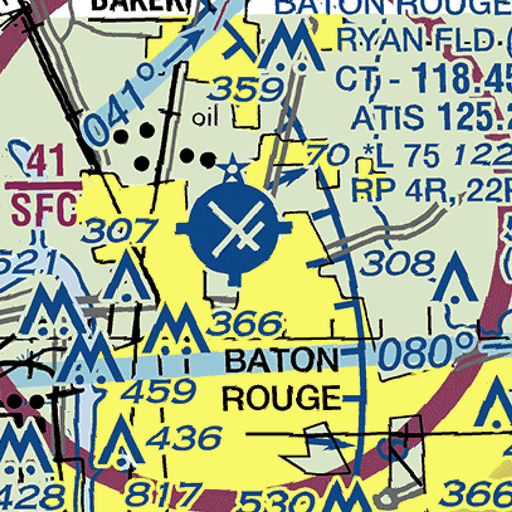 BAKER
BATON ROUGE
RYAN FLD
359
CT - 118.45
041°
ATIS 125.2
oil
70 *L 75 122
41
SFC
RP 4R, 22
307
521
308
366
BATON
ROUGE
080°
459
436
428
817
530
366